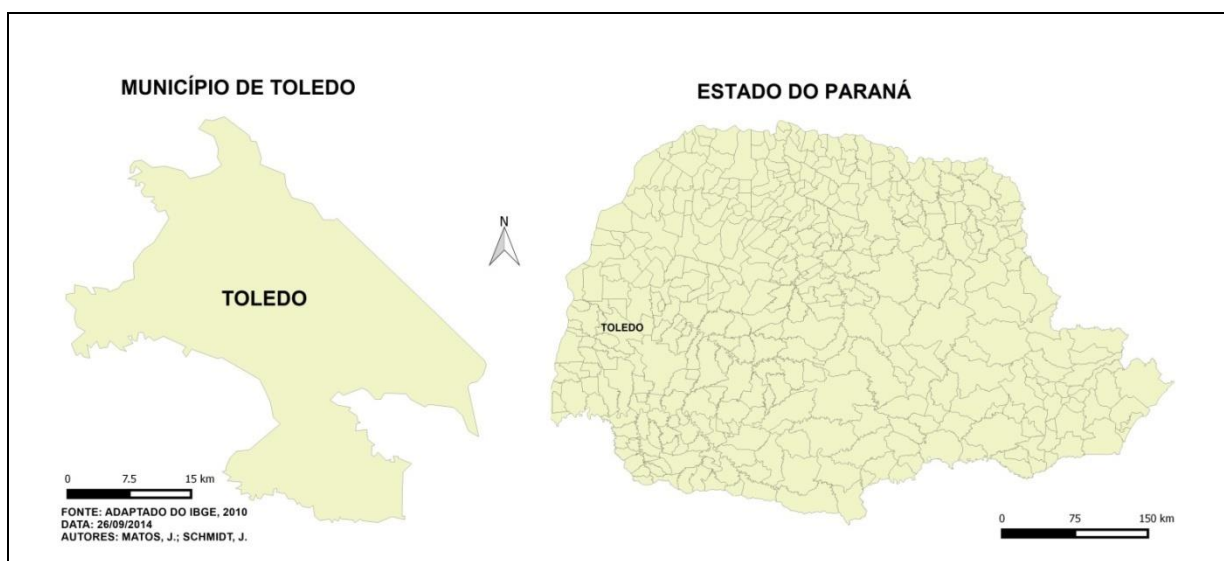 MUNICÍPIO DE TOLEDO
ESTADO DO PARANÁ
N
TOLEDO
TOLEDO
0 7.5 15 km
FONTE: ADAPTADO DO IBGE, 2010
DATA: 26/09/2014
AUTORES: MATOS, J.; SCHMIDT, J.
0 75 150 km